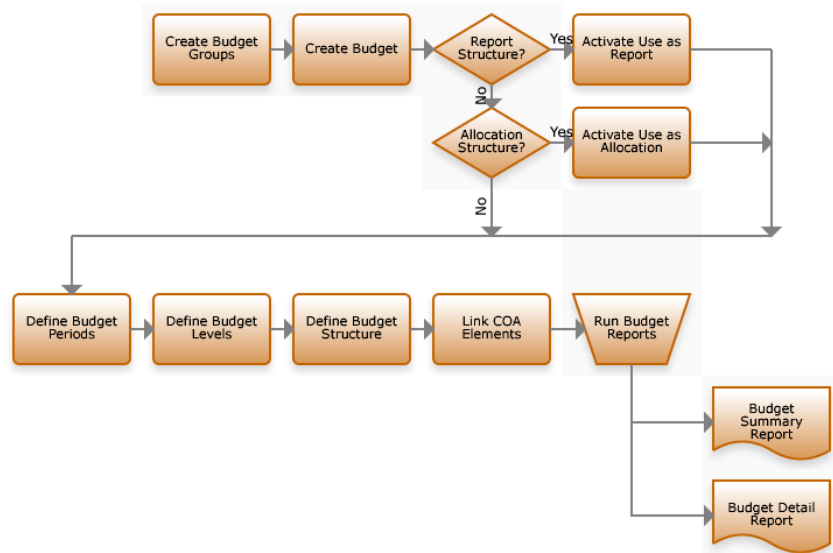 Create Budget
Groups
Create Budget
Report
Structure?
Yes
Activate Use as
Report
No
Allocation
Structure?
Yes
Activate Use as
Allocation
No
Define Budget
Periods
Define Budget
Levels
Define Budget
Structure
Link COA
Elements
Run Budget
Reports
Budget
Summary
Report
Budget Detail
Report